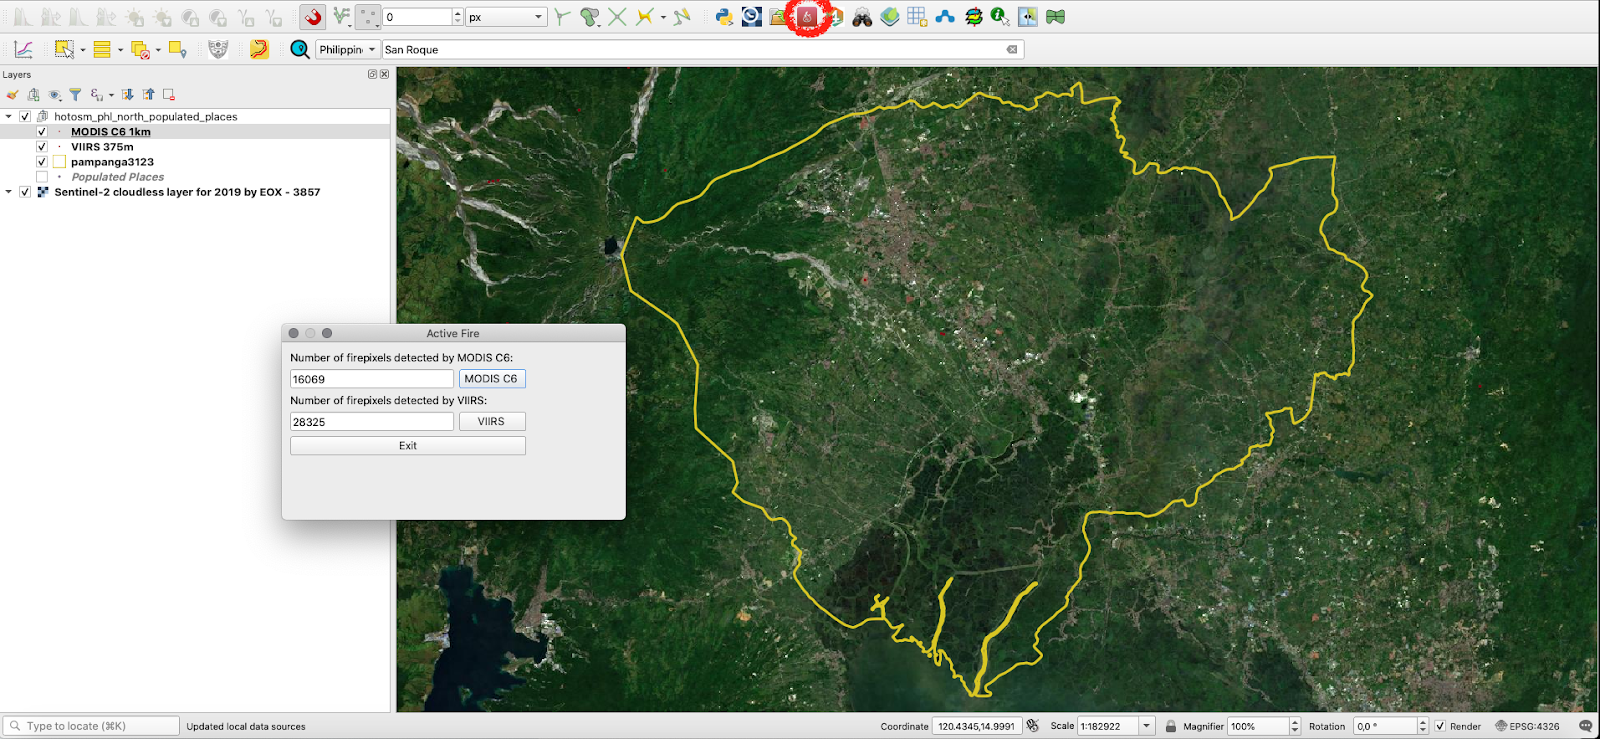 0
px
Philippin
San Roque
Layers
hotosm_phl_north_populated_places
MODIS C6 1km
VIIRS 375m
pampanga3123
Populated Places
Sentinel-2 cloudless layer for 2019 by EOX - 3857
Active Fire
Number of firepixels detected by MODIS C6:
16069
MODIS C6
Number of firepixels detected by VIIRS:
28325
VIIRS
Exit
Type to locate (⌘K)
Updated local data sources
Coordinate
120.4345,14.9991
Scale
1:182922
Magnifier
100%
Rotation
0,0 °
Render
EPSG:4326